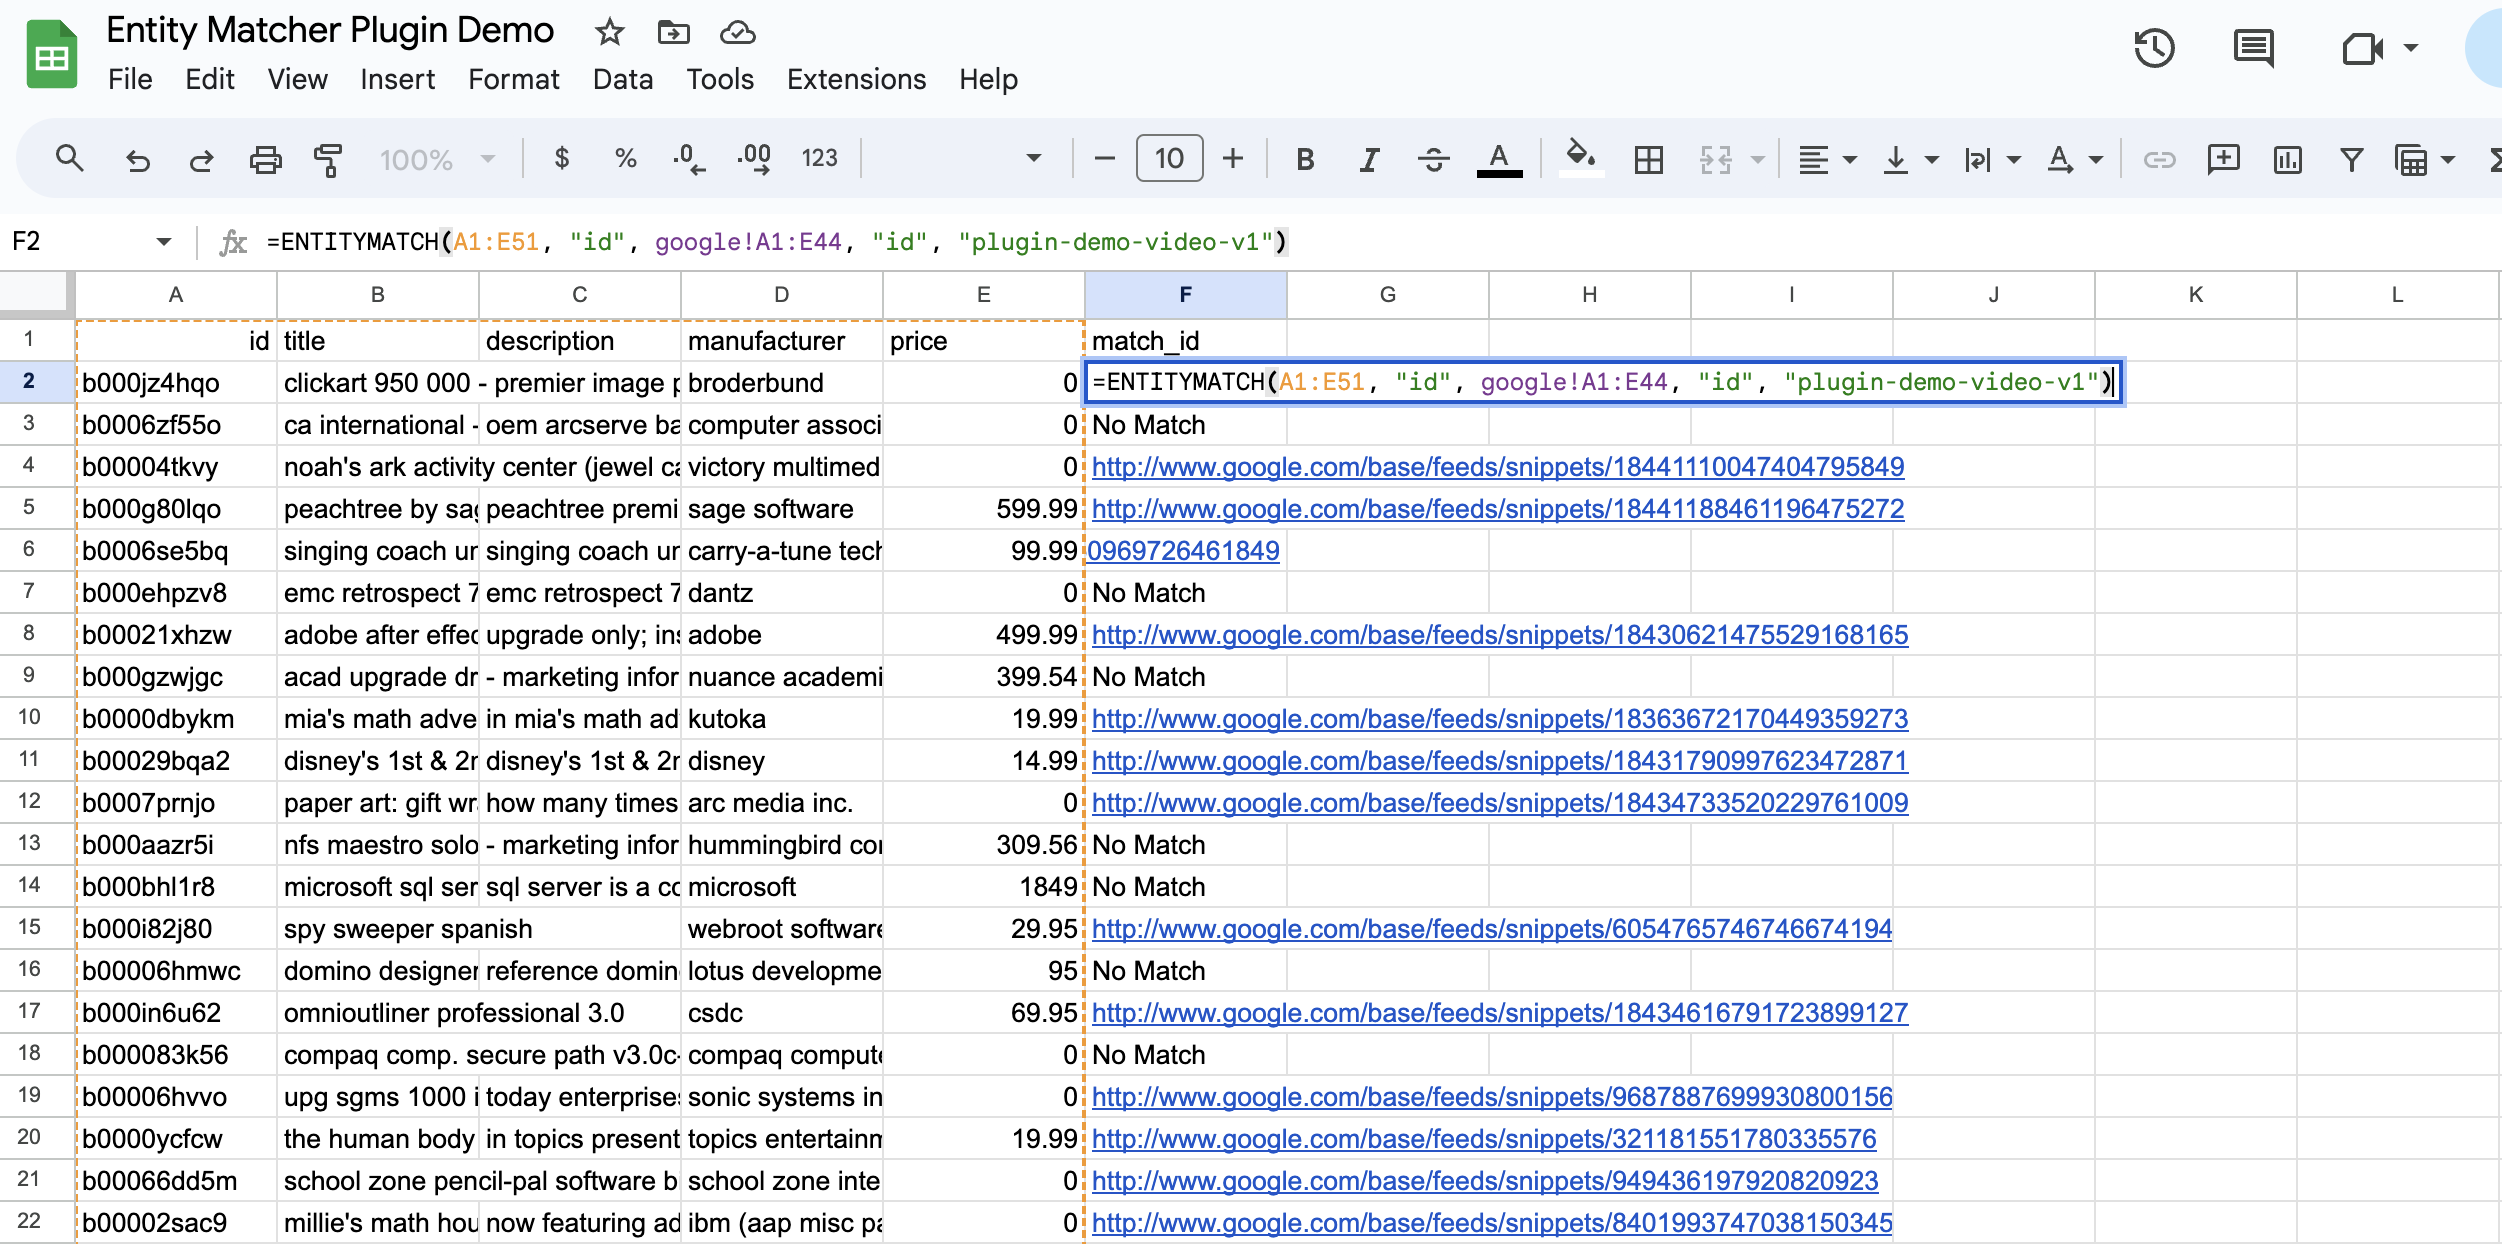 Entity Matcher Plugin Demo
File Edit View Insert Format Data Tools Extensions Help
100% $ % .0 .00 123 10 B I A
F2 fx =ENTITYMATCH(A1:E51, "id", google!A1:E44, "id", "plugin-demo-video-v1")
A B C D E F G H I J K L
1 id title description manufacturer price match_id
2 b000jz4hqo clickart 950 000 - premier image p broderbund 0 =ENTITYMATCH(A1:E51, "id", google!A1:E44, "id", "plugin-demo-video-v1")
3 b0006zf55o ca international - oem arcserve ba computer associ 0 No Match
4 b00004tkvy noah's ark activity center (jewel ca victory multimed 0 http://www.google.com/base/feeds/snippets/18441110047404795849
5 b000g80lqo peachtree by sag peachtree premi sage software 599.99 http://www.google.com/base/feeds/snippets/18441188461196475272
6 b0006se5bq singing coach un singing coach un carry-a-tune tech 99.99 0969726461849
7 b000ehpzv8 emc retrospect 7 emc retrospect 7 dantz 0 No Match
8 b00021xhzw adobe after effec upgrade only; ins adobe 499.99 http://www.google.com/base/feeds/snippets/18430621475529168165
9 b000gzwjgc acad upgrade dr - marketing infor nuance academi 399.54 No Match
10 b0000dbykm mia's math adve in mia's math ad kutoka 19.99 http://www.google.com/base/feeds/snippets/18363672170449359273
11 b00029bqa2 disney's 1st & 2n disney's 1st & 2n disney 14.99 http://www.google.com/base/feeds/snippets/18431790997623472871
12 b0007prnjo paper art: gift wr how many times arc media inc. 0 http://www.google.com/base/feeds/snippets/18434733520229761009
13 b000aazr5i nfs maestro solo - marketing infor hummingbird con 309.56 No Match
14 b000bhl1r8 microsoft sql ser sql server is a co microsoft 1849 No Match
15 b000i82j80 spy sweeper spanish webroot software 29.95 http://www.google.com/base/feeds/snippets/6054765746746674194
16 b00006hmwc domino designer reference domin lotus developme 95 No Match
17 b000in6u62 omnioutliner professional 3.0 csdc 69.95 http://www.google.com/base/feeds/snippets/18434616791723899127
18 b000083k56 compaq comp. secure path v3.0c- compaq compute 0 No Match
19 b00006hvvo upg sgms 1000 i today enterprises sonic systems in 0 http://www.google.com/base/feeds/snippets/9687887699930800156
20 b0000ycfcw the human body in topics present topics entertainm 19.99 http://www.google.com/base/feeds/snippets/321181551780335576
21 b00066dd5m school zone pencil-pal software b school zone inte 0 http://www.google.com/base/feeds/snippets/949436197920820923
22 b00002sac9 millie's math hou now featuring ad ibm (aap misc pa 0 http://www.google.com/base/feeds/snippets/8401993747038150345